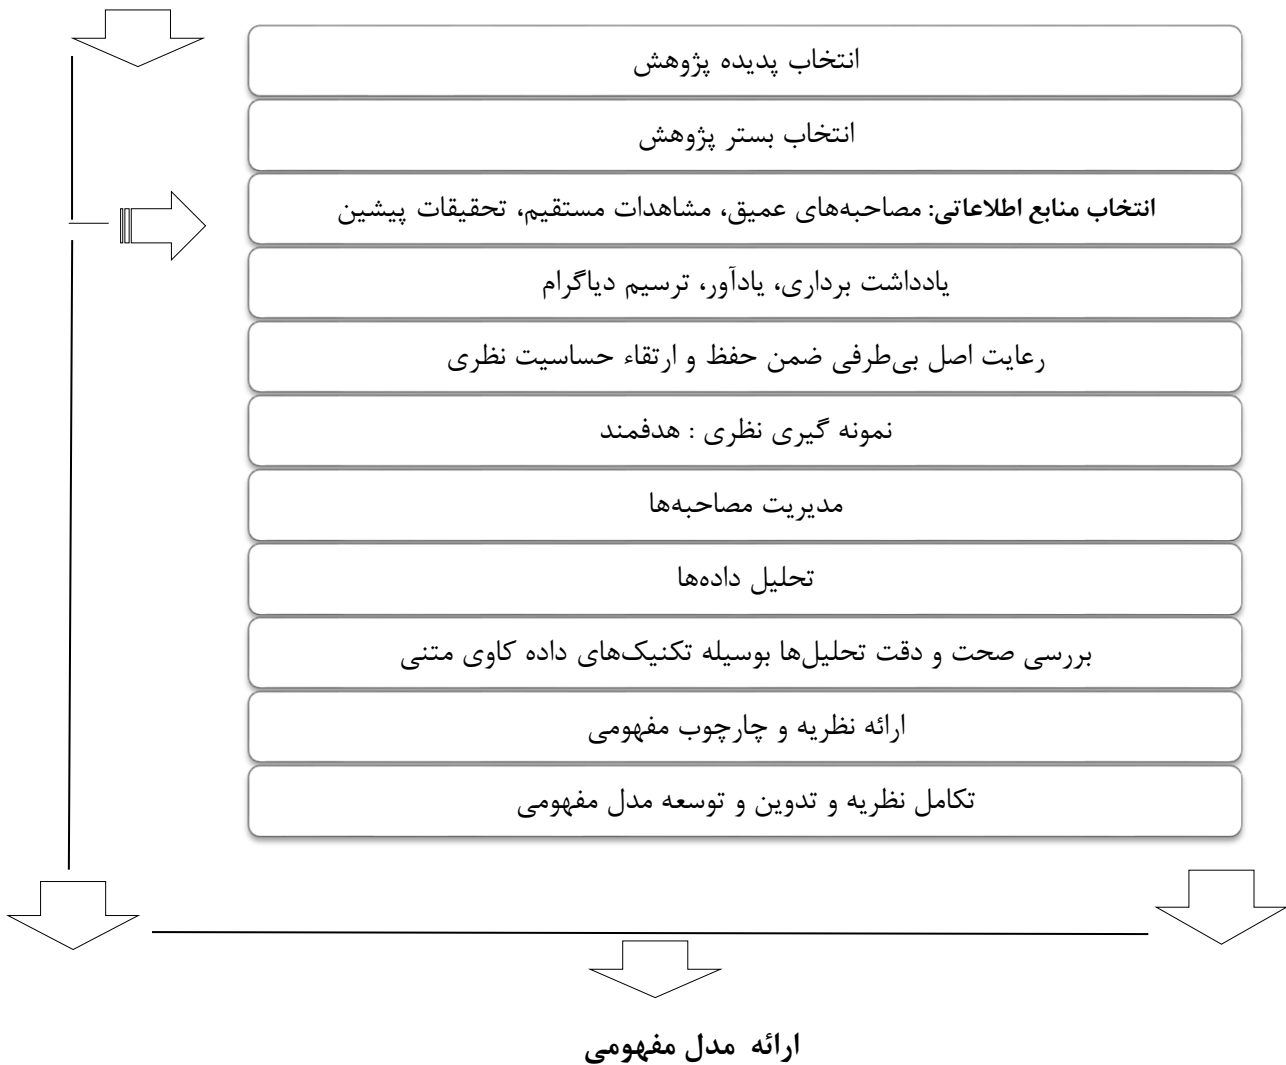 انتخاب پدیده پژوهش
انتخاب بستر پژوهش
انتخاب منابع اطلاعاتی: مصاحبه‌های عمیق، مشاهدات مستقیم، تحقیقات پیشین
یادداشت برداری، یادآور، ترسیم دیاگرام
رعایت اصل بی‌طرفی ضمن حفظ و ارتقاء حساسیت نظری
نمونه گیری نظری : هدفمند
مدیریت مصاحبه‌ها
تحلیل داده‌ها
بررسی صحت و دقت تحلیل‌ها بوسیله تکنیک‌های داده کاوی متنی
ارائه نظریه و چارچوب مفهومی
تکامل نظریه و تدوین و توسعه مدل مفهومی
ارائه مدل مفهومی